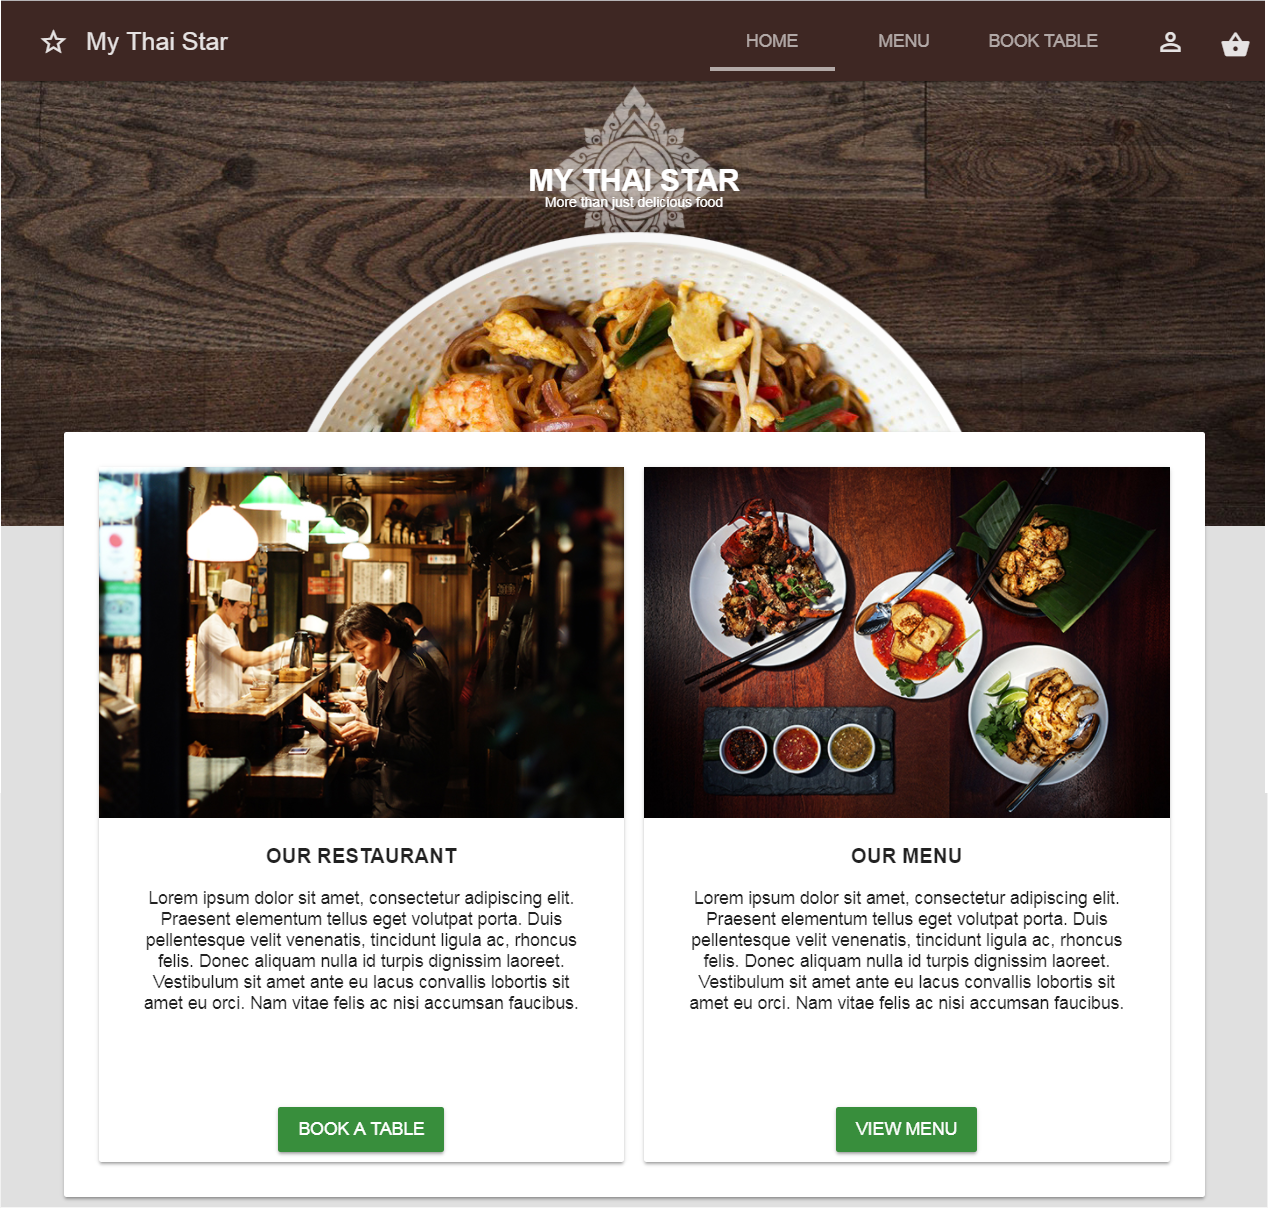 My Thai Star
HOME MENU BOOK TABLE
MY THAI STAR
More than just delicious food
OUR RESTAURANT
Lorem ipsum dolor sit amet, consectetur adipiscing elit.
Praesent elementum tellus eget volutpat porta. Duis
pellentesque velit venenatis, tincidunt ligula ac, rhoncus
felis. Donec aliquam nulla id turpis dignissim laoreet.
Vestibulum sit amet ante eu lacus convallis lobortis sit
amet eu orci. Nam vitae felis ac nisi accumsan faucibus.
BOOK A TABLE
OUR MENU
Lorem ipsum dolor sit amet, consectetur adipiscing elit.
Praesent elementum tellus eget volutpat porta. Duis
pellentesque velit venenatis, tincidunt ligula ac, rhoncus
felis. Donec aliquam nulla id turpis dignissim laoreet.
Vestibulum sit amet ante eu lacus convallis lobortis sit
amet eu orci. Nam vitae felis ac nisi accumsan faucibus.
VIEW MENU